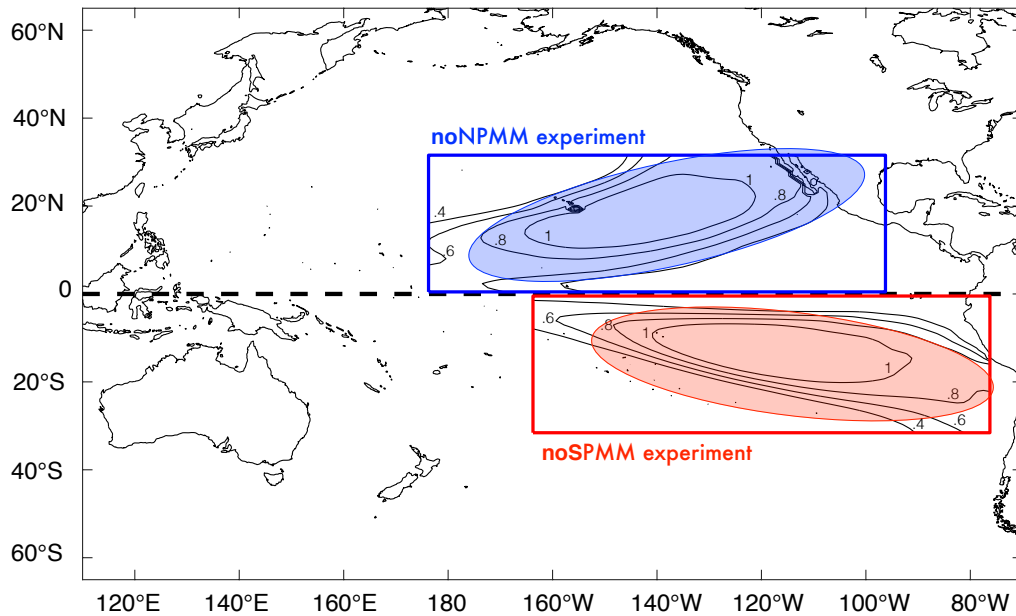 60°N
40°N
20°N
0
20°S
40°S
60°S
noNPMM experiment
1
.8
.4
.6
.8
1
.6
.8
1
1
.8
.4
.6
noSPMM experiment
120°E
140°E
160°E
180
160°W
140°W
120°W
100°W
80°W